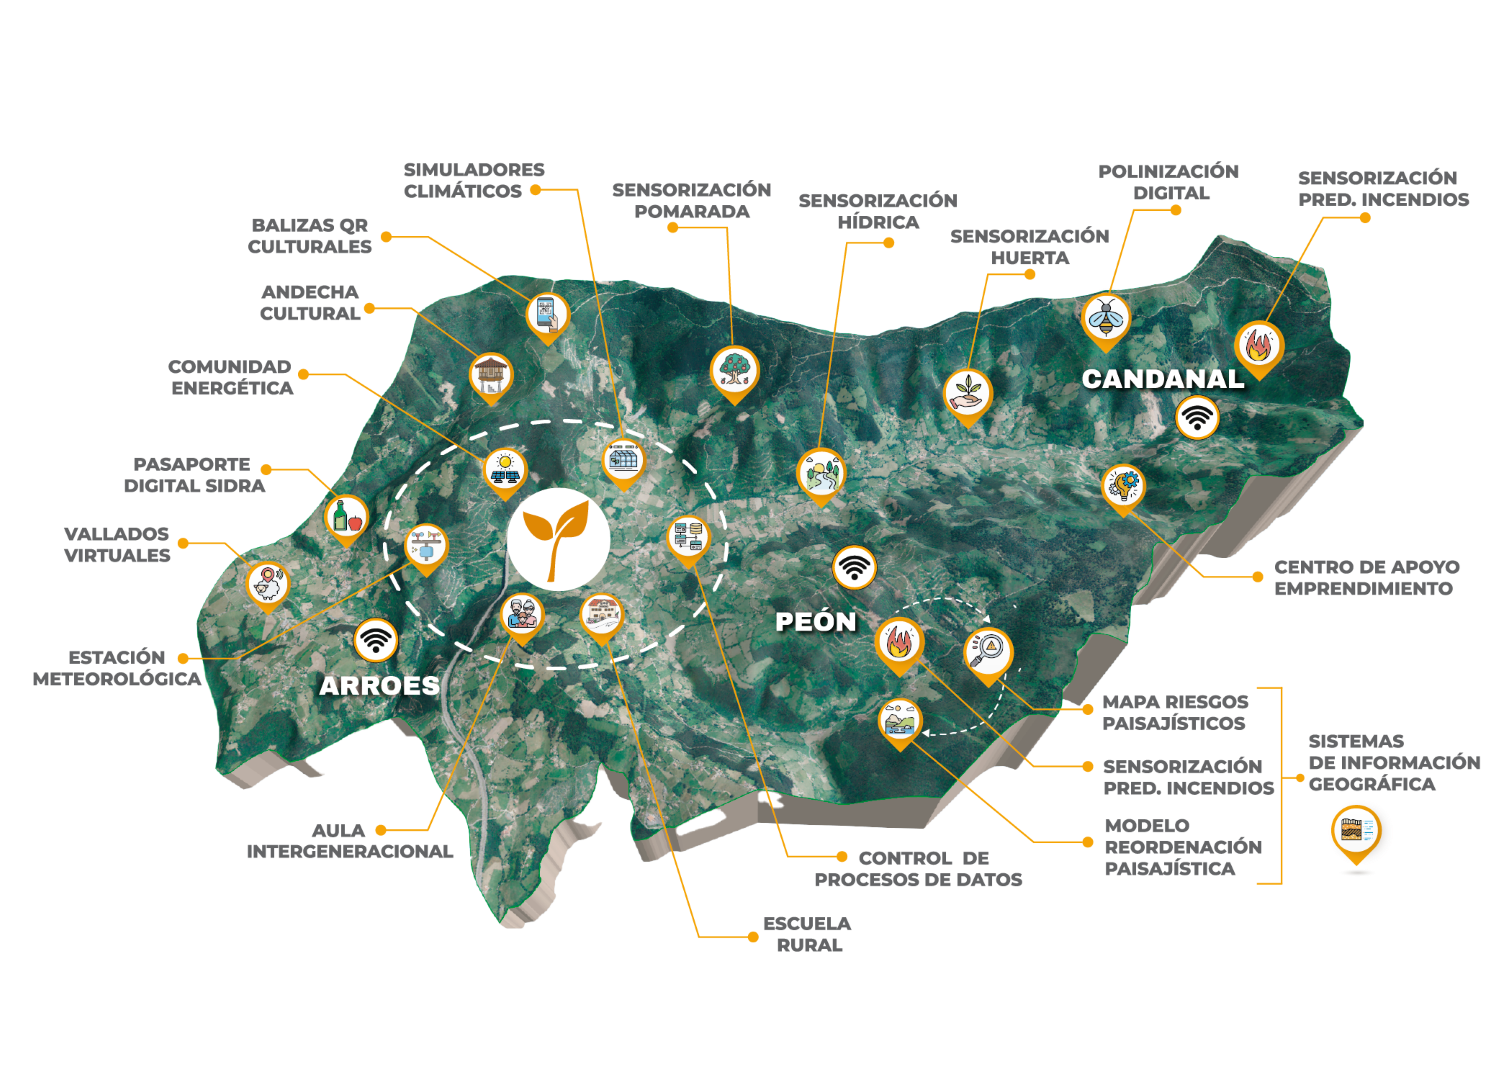 SIMULADORES
CLIMÁTICOS
SENSORIZACIÓN
POMARADA
SENSORIZACIÓN
HÍDRICA
SENSORIZACIÓN
HUERTA
POLINIZACIÓN
DIGITAL
SENSORIZACIÓN
PRED. INCENDIOS
BALIZAS QR
CULTURALES
ANDECHA
CULTURAL
COMUNIDAD
ENERGÉTICA
PASAPORTE
DIGITAL SIDRA
VALLADOS
VIRTUALES
ESTACIÓN
METEOROLÓGICA
CANDANAL
PEÓN
ARROES
CENTRO DE APOYO
EMPRENDIMIENTO
MAPA RIESGOS
PAISAJÍSTICOS
SENSORIZACIÓN
PRED. INCENDIOS
MODELO
REORDENACIÓN
PAISAJÍSTICA
SISTEMAS
DE INFORMACIÓN
GEOGRÁFICA
AULA
INTERGENERACIONAL
CONTROL DE
PROCESOS DE DATOS
ESCUELA
RURAL